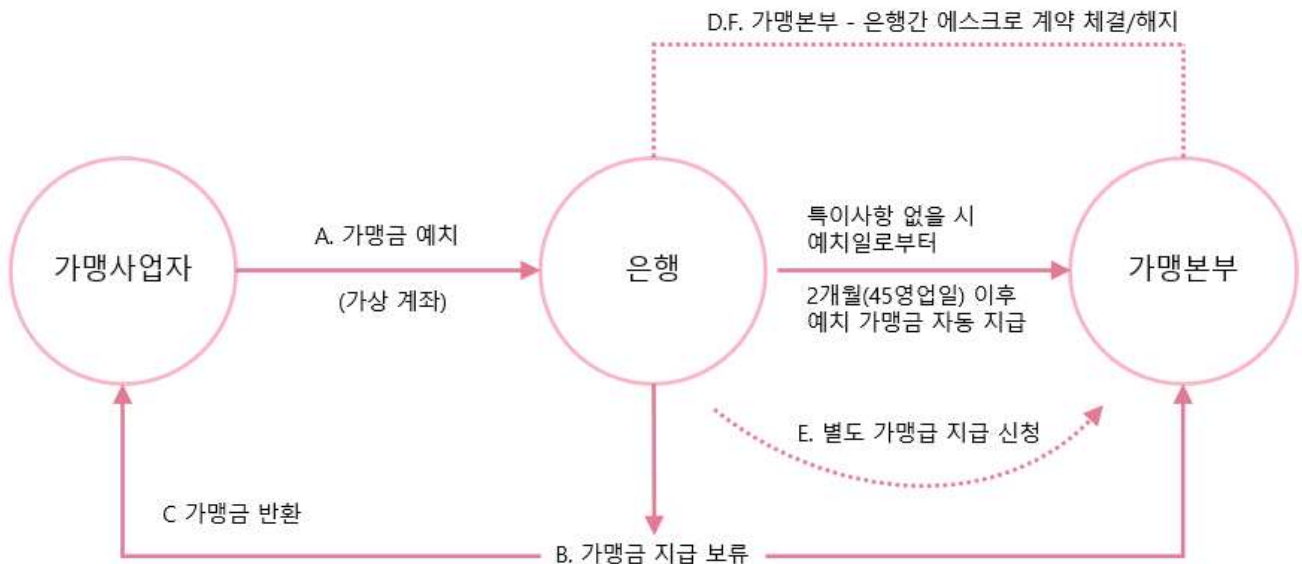 D.F. 가맹본부 - 은행간 에스크로 계약 체결/해지
가맹사업자
A. 가맹금 예치
(가상 계좌)
은행
특이사항 없을 시
예치일로부터
2개월(45영업일) 이후
예치 가맹금 자동 지급
가맹본부
E. 별도 가맹급 지급 신청
C 가맹금 반환
B. 가맹금 지급 보류